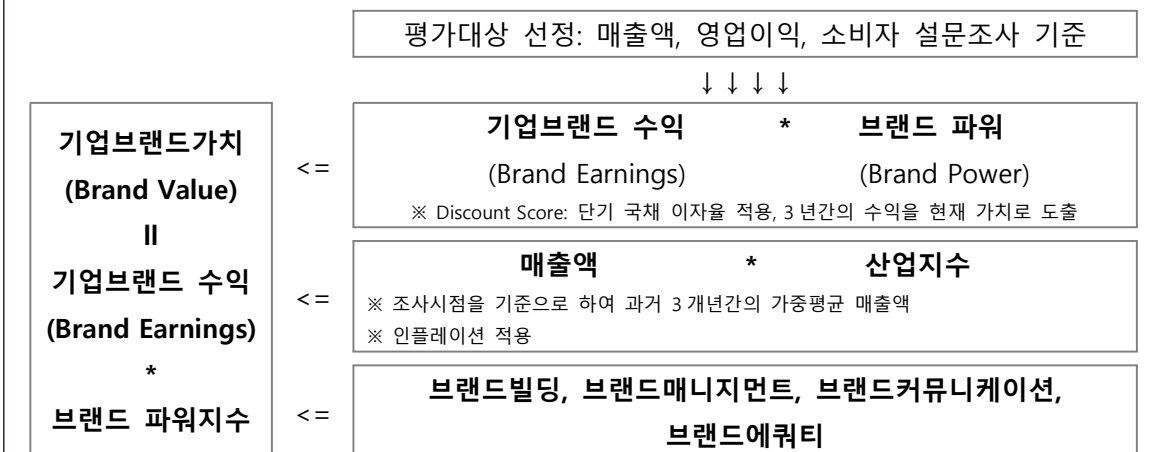 평가대상 선정: 매출액, 영업이익, 소비자 설문조사 기준
↓ ↓ ↓ ↓
기업브랜드가치
(Brand Value)
=
기업브랜드 수익
(Brand Earnings)
*
브랜드 파워지수
<=
기업브랜드 수익 * 브랜드 파워
(Brand Earnings) (Brand Power)
※ Discount Score: 단기 국채 이자율 적용, 3년간의 수익을 현재 가치로 도출
<=
매출액 * 산업지수
※ 조사시점을 기준으로 하여 과거 3개년간의 가중평균 매출액
※ 인플레이션 적용
<=
브랜드빌딩, 브랜드매니지먼트, 브랜드커뮤니케이션,
브랜드에쿼티